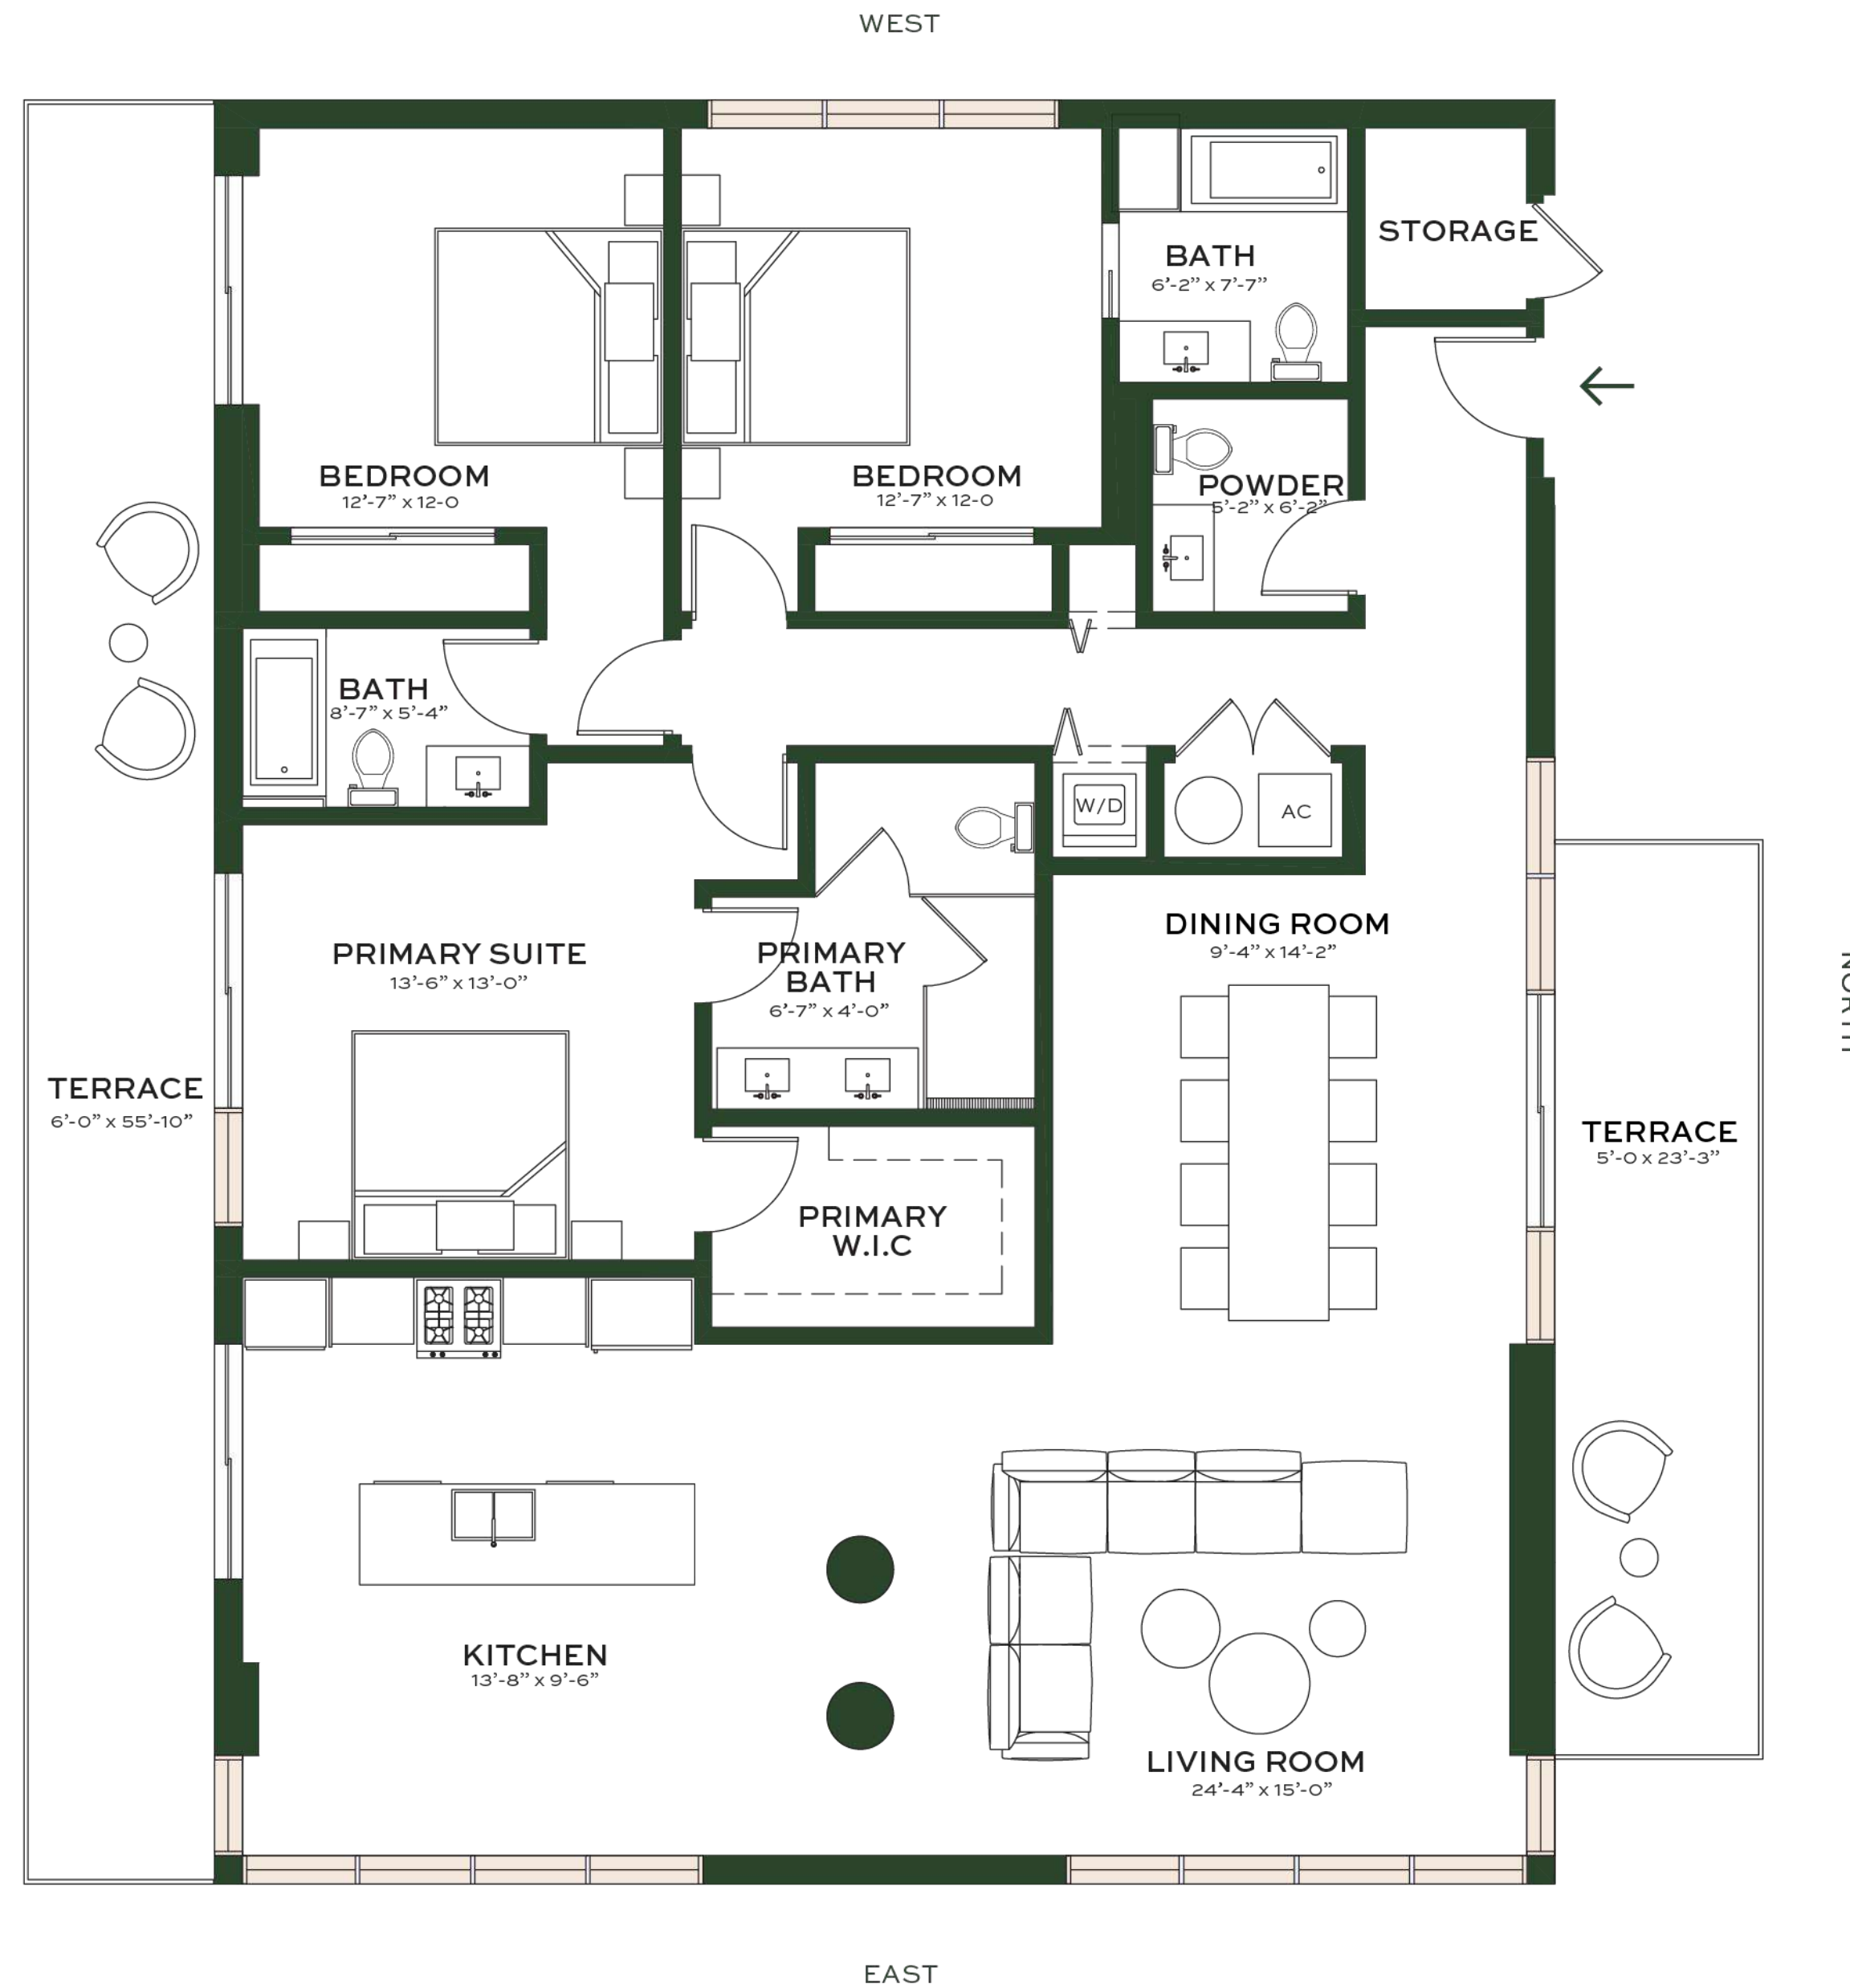 WEST
STORAGE
BATH
6'-2" x 7'-7"
BEDROOM
12'-7" x 12-0
BEDROOM
12'-7" x 12-0
POWDER
5'-2" x 6'-2"
BATH
8'-7" x 5'-4"
W/D
AC
PRIMARY SUITE
13'-6" x 13'-0"
PRIMARY
BATH
6'-7" x 4'-0"
DINING ROOM
9'-4" x 14'-2"
TERRACE
6'-0" x 55'-10"
TERRACE
5'-0 x 23'-3"
PRIMARY
W.I.C
KITCHEN
13'-8" x 9'-6"
LIVING ROOM
24'-4" x 15'-0"
EAST